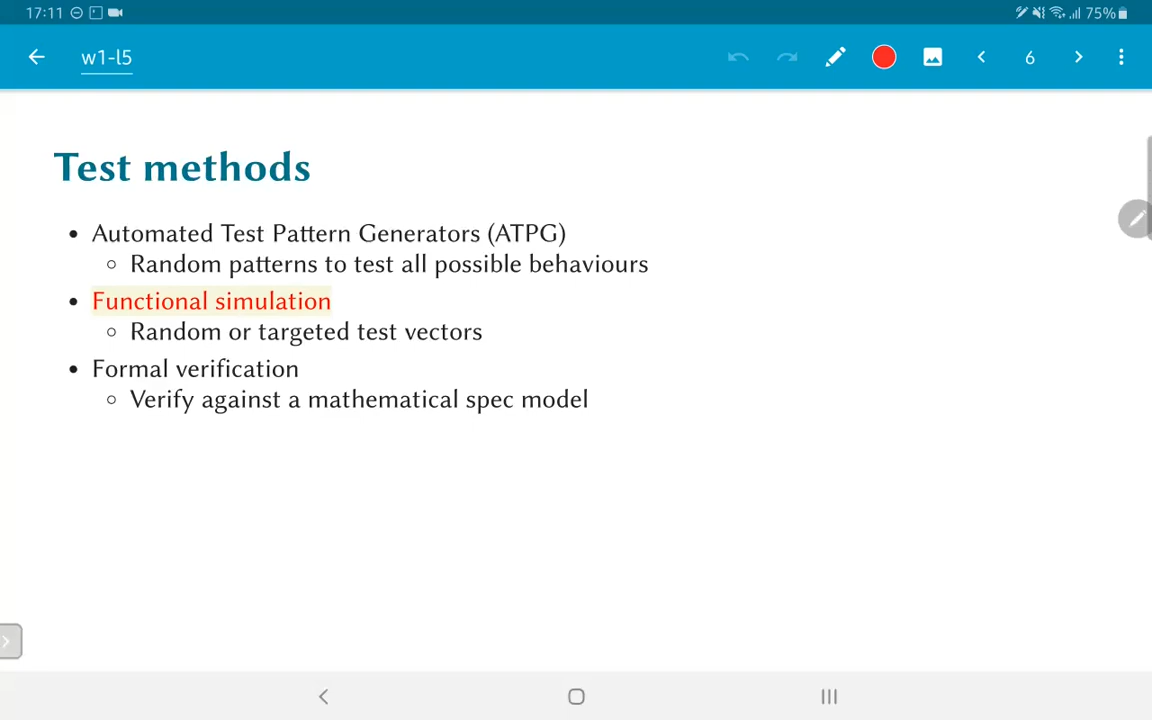 17:11 75%
w1-l5 6
Test methods
• Automated Test Pattern Generators (ATPG)
○ Random patterns to test all possible behaviours
• Functional simulation
○ Random or targeted test vectors
• Formal verification
○ Verify against a mathematical spec model